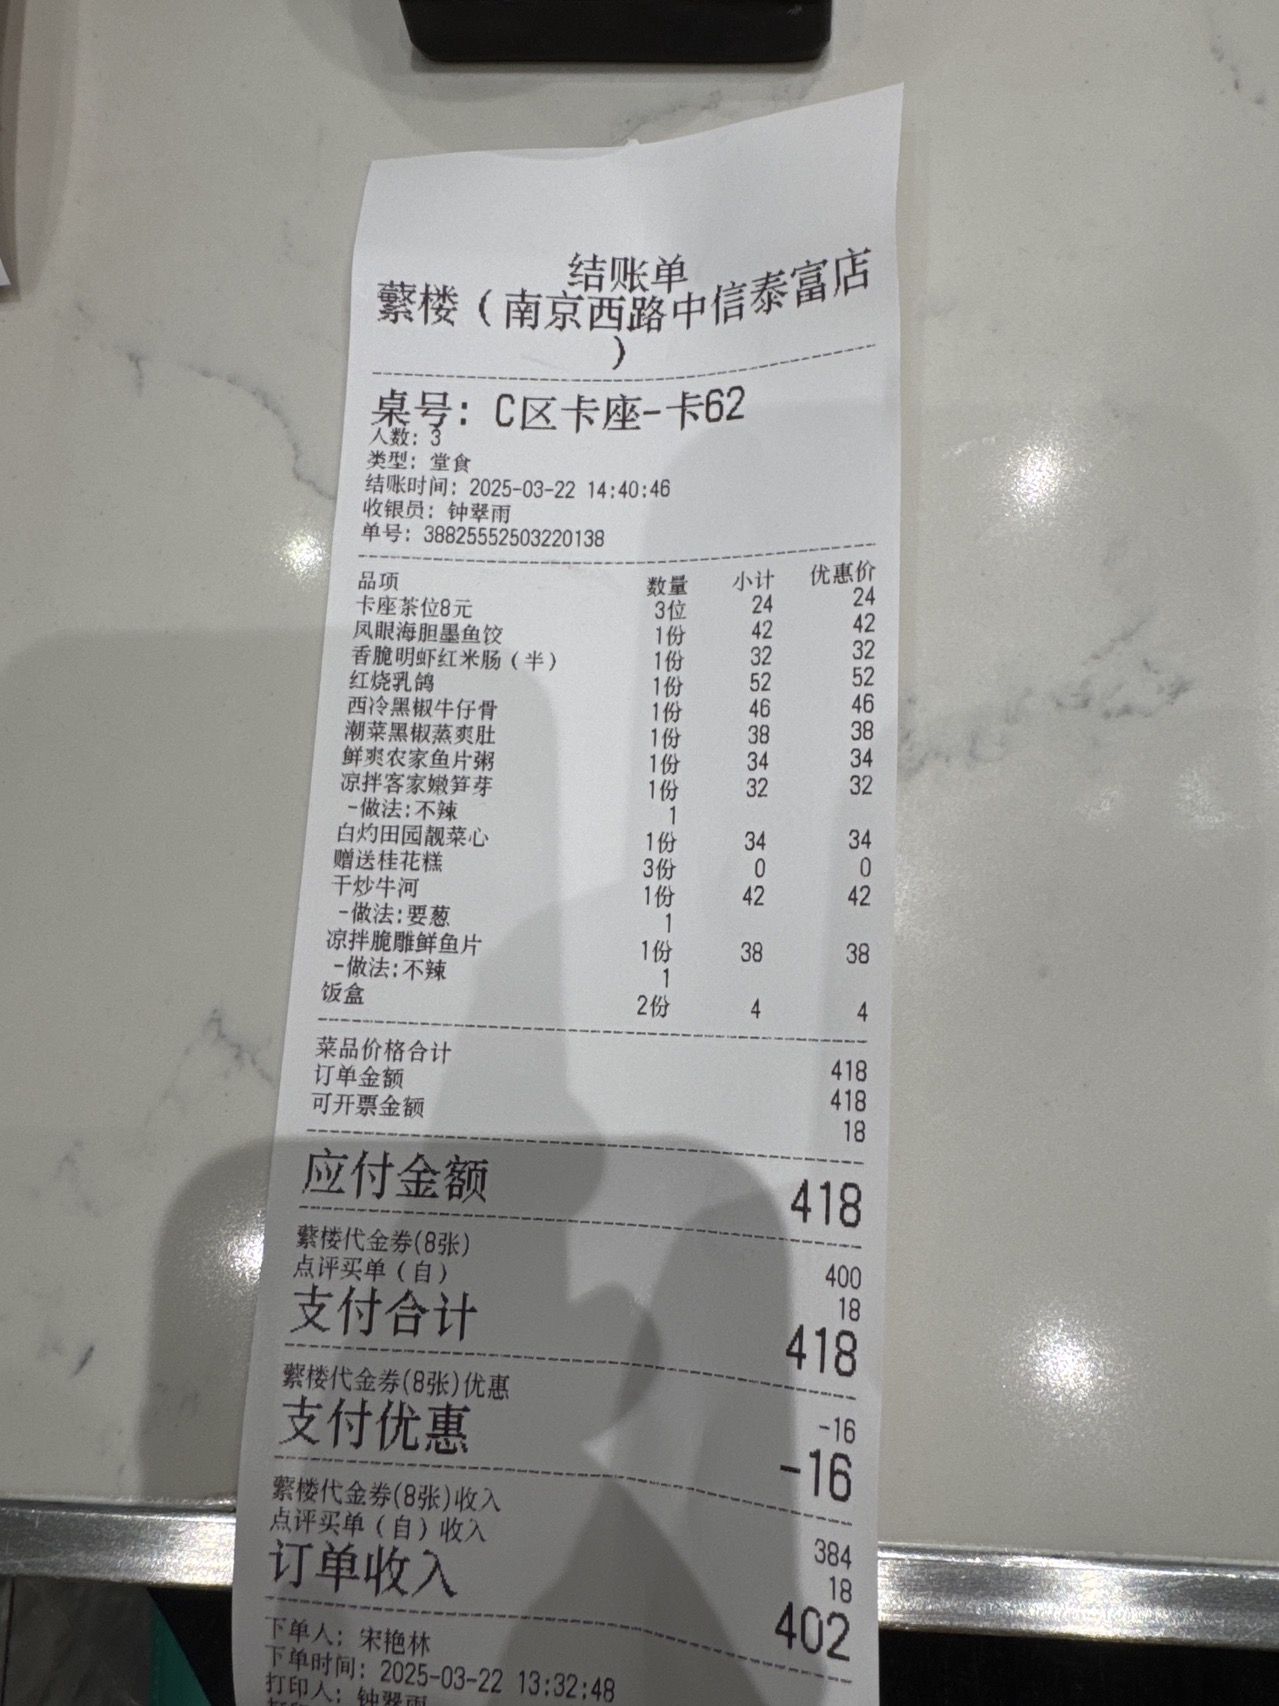 结账单
蘩楼（南京西路中信泰富店
）
桌号: C区卡座-卡62
人数: 3
类型: 堂食
结账时间: 2025-03-22 14:40:46
收银员: 钟翠雨
单号: 38825552503220138
品项 数量 小计 优惠价
卡座茶位8元 3位 24 24
凤眼海胆墨鱼饺 1份 42 42
香脆明虾红米肠（半） 1份 32 32
红烧乳鸽 1份 52 52
西冷黑椒牛仔骨 1份 46 46
潮菜黑椒蒸爽肚 1份 38 38
鲜爽农家鱼片粥 1份 34 34
凉拌客家嫩笋芽 1份 32 32
-做法:不辣 1
白灼田园靓菜心 1份 34 34
赠送桂花糕 3份 0 0
干炒牛河 1份 42 42
-做法:要葱 1
凉拌脆雕鲜鱼片 1份 38 38
-做法:不辣 1
饭盒 2份 4 4
菜品价格合计 418
订单金额 418
可开票金额 18
应付金额 418
蘩楼代金券(8张) 400
点评买单（自） 18
支付合计 418
蘩楼代金券(8张)优惠 -16
支付优惠 -16
蘩楼代金券(8张)收入 384
点评买单（自）收入 18
订单收入 402
下单人: 宋艳林
下单时间: 2025-03-22 13:32:48
打印人: 钟翠雨